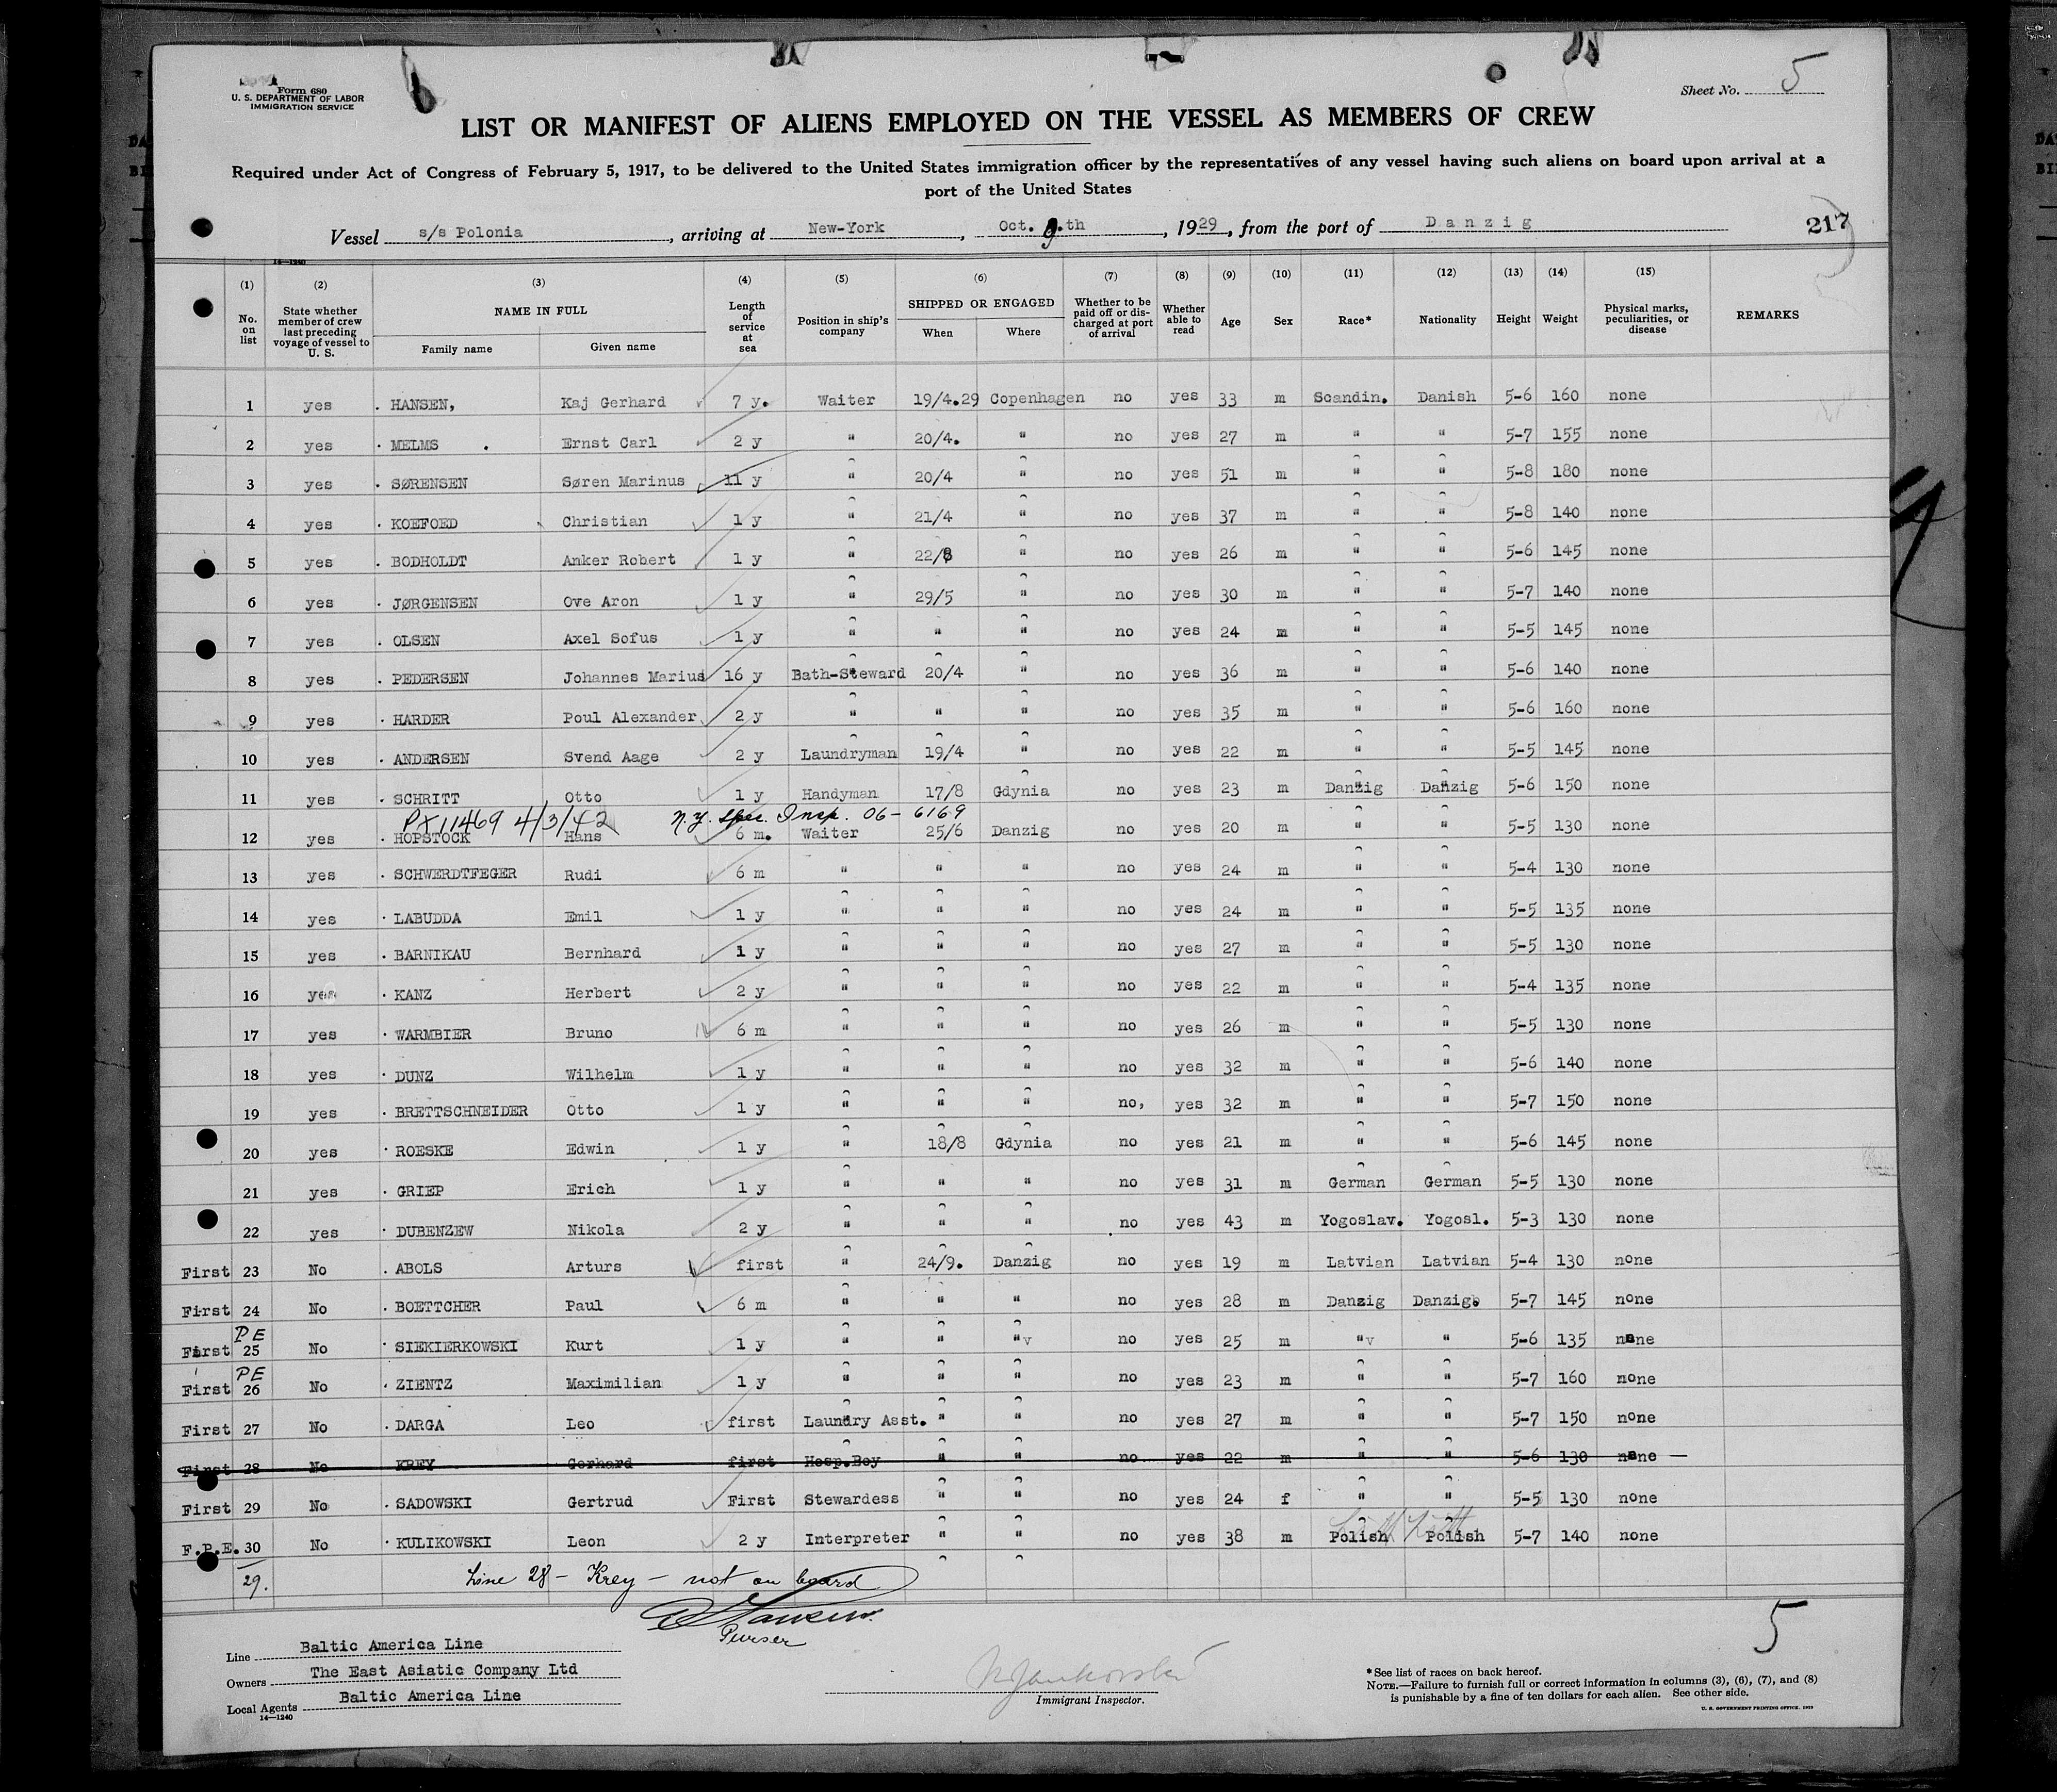 Form 680
U. S. DEPARTMENT OF LABOR
IMMIGRATION SERVICE
Sheet No. 5
LIST OR MANIFEST OF ALIENS EMPLOYED ON THE VESSEL AS MEMBERS OF CREW
Required under Act of Congress of February 5, 1917, to be delivered to the United States immigration officer by the representatives of any vessel having such aliens on board upon arrival at a
port of the United States
Vessel s/s Polonia, arriving at New-York, Oct. 9.th, 1929, from the port of Danzig
217
14—1240
(1) (2) (3) (4) (5) (6) (7) (8) (9) (10) (11) (12) (13) (14) (15)
No. on list | State whether member of crew last preceding voyage of vessel to U. S. | NAME IN FULL | Family name | Given name | Length of service at sea | Position in ship's company | SHIPPED OR ENGAGED | When | Where | Whether to be paid off or discharged at port of arrival | Whether able to read | Age | Sex | Race* | Nationality | Height | Weight | Physical marks, peculiarities, or disease | REMARKS
1 yes HANSEN, Kaj Gerhard 7 y. Waiter 19/4.29 Copenhagen no yes 33 m Scandin. Danish 5-6 160 none
2 yes MELMS . Ernst Carl 2 y " 20/4. " no yes 27 m " " 5-7 155 none
3 yes SØRENSEN Søren Marinus 11 y " 20/4 " no yes 51 m " " 5-8 180 none
4 yes KOEFOED Christian 1 y " 21/4 " no yes 37 m " " 5-8 140 none
5 yes BODHOLDT Anker Robert 1 y " 22/8 " no yes 26 m " " 5-6 145 none
6 yes JØRGENSEN Ove Aron 1 y " 29/5 " no yes 30 m " " 5-7 140 none
7 yes OLSEN Axel Sofus 1 y " " " no yes 24 m " " 5-5 145 none
8 yes PEDERSEN Johannes Marius 16 y Bath-Steward 20/4 " no yes 36 m " " 5-6 140 none
9 yes HARDER Poul Alexander 2 y " " " no yes 35 m " " 5-6 160 none
10 yes ANDERSEN Svend Aage 2 y Laundryman 19/4 " no yes 22 m " " 5-5 145 none
11 yes SCHRITT Otto 1 y Handyman 17/8 Gdynia no yes 23 m Danzig Danzig 5-6 150 none
PX11469 4/3/42 N.Y. Spec. Insp. 06-6169
12 yes HOPSTOCK Hans 6 m. Waiter 25/6 Danzig no yes 20 m " " 5-5 130 none
13 yes SCHWERDTFEGER Rudi 6 m " " " no yes 24 m " " 5-4 130 none
14 yes LABUDDA Emil 1 y " " " no yes 24 m " " 5-5 135 none
15 yes BARNIKAU Bernhard 1 y " " " no yes 27 m " " 5-5 130 none
16 yes KANZ Herbert 2 y " " " no yes 22 m " " 5-4 135 none
17 yes WARMBIER Bruno 6 m " " " no yes 26 m " " 5-5 130 none
18 yes DUNZ Wilhelm 1 y " " " no yes 32 m " " 5-6 140 none
19 yes BRETTSCHNEIDER Otto 1 y " " " no, yes 32 m " " 5-7 150 none
20 yes ROESKE Edwin 1 y " 18/8 Gdynia no yes 21 m " " 5-6 145 none
21 yes GRIEP Erich 1 y " " " no yes 31 m German German 5-5 130 none
22 yes DUBENZEW Nikola 2 y " " " no yes 43 m Yogoslav. Yogosl. 5-3 130 none
First 23 No ABOLS Arturs first " 24/9. Danzig no yes 19 m Latvian Latvian 5-4 130 none
First 24 No BOETTCHER Paul 6 m " " " no yes 28 m Danzig Danzig. 5-7 145 none
PE
First 25 No SIEKIERKOWSKI Kurt 1 y " " " no yes 25 m " " 5-6 135 none
PE
First 26 No ZIENTZ Maximilian 1 y " " " no yes 23 m " " 5-7 160 none
First 27 No DARGA Leo first Laundry Asst. " " no yes 27 m " " 5-7 150 none
First 28 No KREY Gerhard first Hosp.Boy " " no yes 22 m " " 5-6 130 none
First 29 No SADOWSKI Gertrud First Stewardess " " no yes 24 f " " 5-5 130 none
F.P.E. 30 No KULIKOWSKI Leon 2 y Interpreter " " no yes 38 m Polish Polish 5-7 140 none
29. Line 28 - Krey - not on board
Hansen
Purser
5
Line Baltic America Line
Owners The East Asiatic Company Ltd
Local Agents Baltic America Line
14—1240
Immigrant Inspector.
*See list of races on back hereof.
NOTE.—Failure to furnish full or correct information in columns (3), (6), (7), and (8)
is punishable by a fine of ten dollars for each alien. See other side.
U. S. GOVERNMENT PRINTING OFFICE. 1929